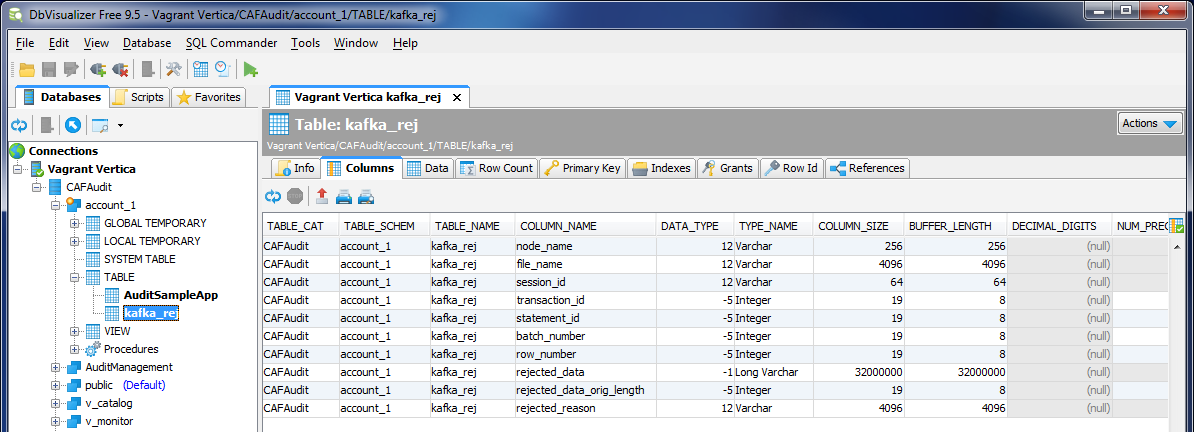 DbVisualizer Free 9.5 - Vagrant Vertica/CAFAudit/account_1/TABLE/kafka_rej
File Edit View Database SQL Commander Tools Window Help
Databases Scripts Favorites
Vagrant Vertica kafka_rej
Table: kafka_rej
Vagrant Vertica/CAFAudit/account_1/TABLE/kafka_rej
Actions
Connections
Vagrant Vertica
CAFAudit
account_1
GLOBAL TEMPORARY
LOCAL TEMPORARY
SYSTEM TABLE
TABLE
AuditSampleApp
kafka_rej
VIEW
Procedures
AuditManagement
public (Default)
v_catalog
v_monitor
Info Columns Data Row Count Primary Key Indexes Grants Row Id References
TABLE_CAT TABLE_SCHEM TABLE_NAME COLUMN_NAME DATA_TYPE TYPE_NAME COLUMN_SIZE BUFFER_LENGTH DECIMAL_DIGITS NUM_PREC
CAFAudit account_1 kafka_rej node_name 12 Varchar 256 256 (null)
CAFAudit account_1 kafka_rej file_name 12 Varchar 4096 4096 (null)
CAFAudit account_1 kafka_rej session_id 12 Varchar 64 64 (null)
CAFAudit account_1 kafka_rej transaction_id -5 Integer 19 8 (null)
CAFAudit account_1 kafka_rej statement_id -5 Integer 19 8 (null)
CAFAudit account_1 kafka_rej batch_number -5 Integer 19 8 (null)
CAFAudit account_1 kafka_rej row_number -5 Integer 19 8 (null)
CAFAudit account_1 kafka_rej rejected_data -1 Long Varchar 32000000 32000000 (null)
CAFAudit account_1 kafka_rej rejected_data_orig_length -5 Integer 19 8 (null)
CAFAudit account_1 kafka_rej rejected_reason 12 Varchar 4096 4096 (null)